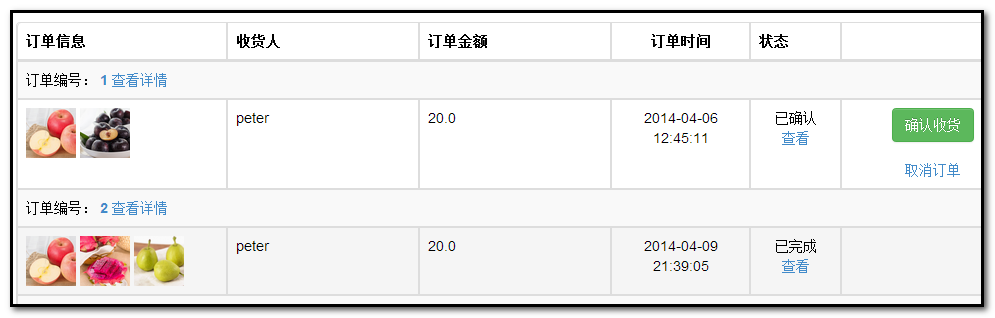 订单信息 收货人 订单金额 订单时间 状态
订单编号： 1 查看详情
peter 20.0 2014-04-06 已确认 确认收货
12:45:11 查看
取消订单
订单编号： 2 查看详情
peter 20.0 2014-04-09 已完成
21:39:05 查看